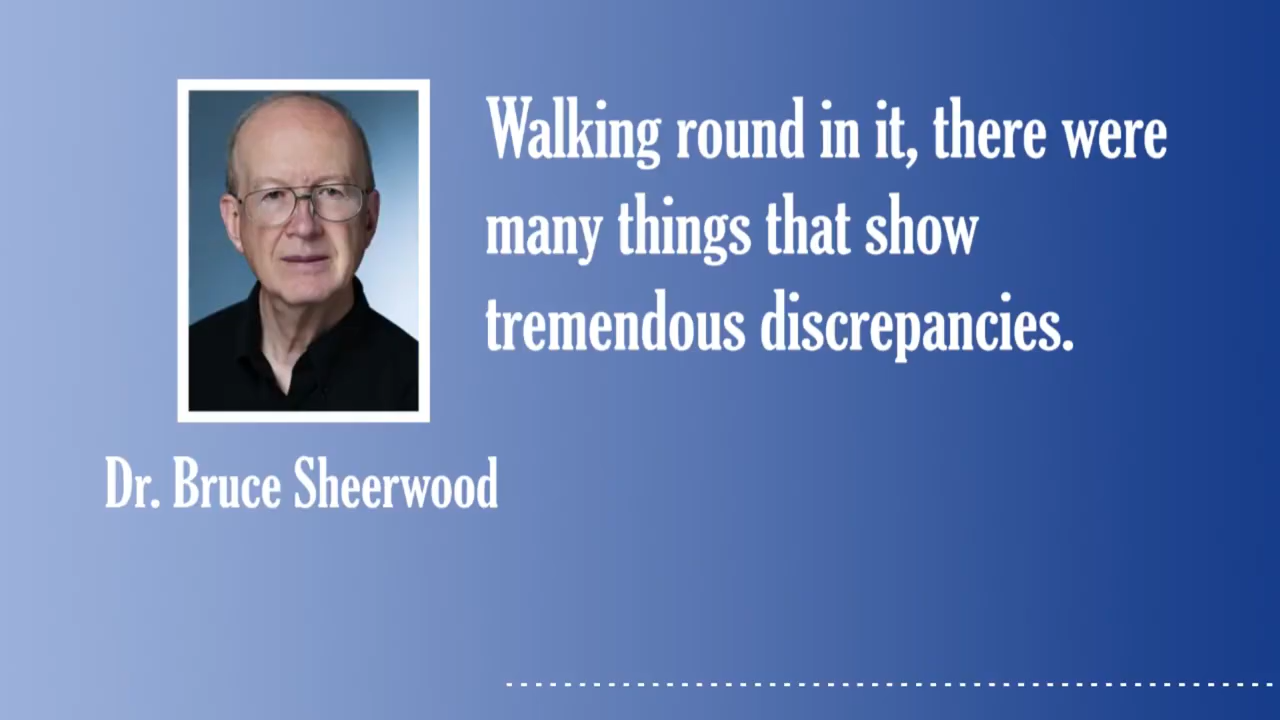 Walking round in it, there were
many things that show
tremendous discrepancies.
Dr. Bruce Sheerwood